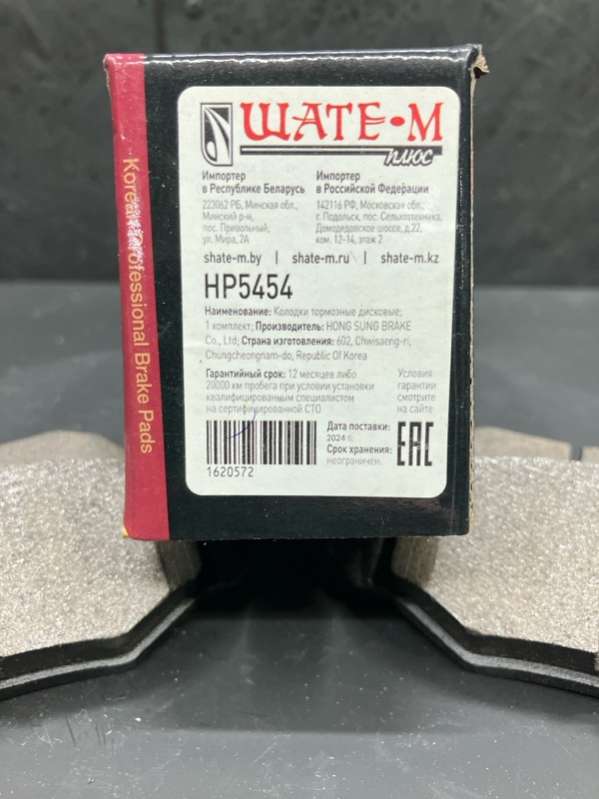 ШАТЕ-М
плюс
Импортер
в Республике Беларусь
223062 РБ, Минская обл.,
Минский р-н,
пос. Привольный,
ул. Мира, 2А
Импортер
в Российской Федерации
142116 РФ, Московская обл.,
г. Подольск, пос. Сельхозтехника,
Домодедовское шоссе, д.22,
ком. 12-14, этаж 2
shate-m.by | shate-m.ru | shate-m.kz
HP5454
Наименование: Колодки тормозные дисковые;
1 комплект; Производитель: HONG SUNG BRAKE
Co., Ltd; Страна изготовления: 602, Chwisaeng-ri,
Chungcheongnam-do, Republic Of Korea
Гарантийный срок: 12 месяцев либо
20000 км пробега при условии установки
квалифицированным специалистом
на сертифицированной СТО
Условия
гарантии
смотрите
на сайте
1620572
Дата поставки:
2024 г.
Срок хранения:
неограничен.
EAC
Korean Professional Brake Pads